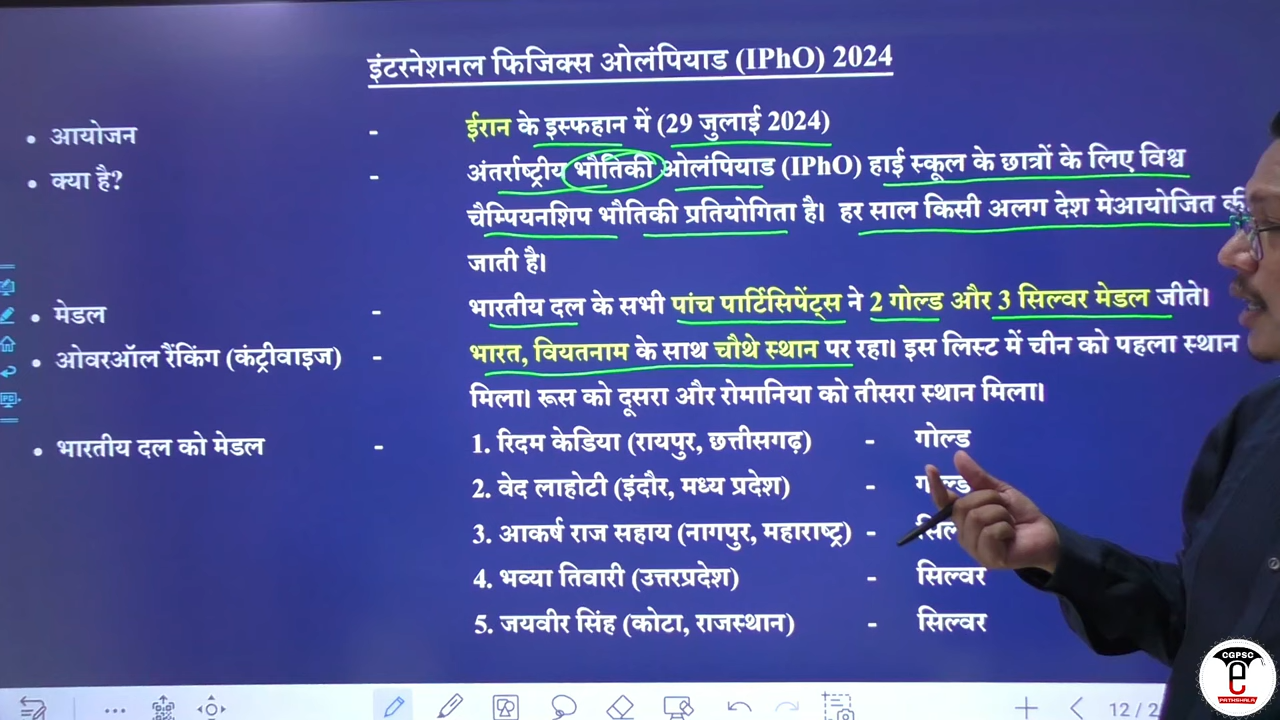 इंटरनेशनल फिजिक्स ओलंपियाड (IPhO) 2024
• आयोजन - ईरान के इस्फहान में (29 जुलाई 2024)
• क्या है? - अंतर्राष्ट्रीय भौतिकी ओलंपियाड (IPhO) हाई स्कूल के छात्रों के लिए विश्व
चैम्पियनशिप भौतिकी प्रतियोगिता है। हर साल किसी अलग देश मेआयोजित की
जाती है।
• मेडल - भारतीय दल के सभी पांच पार्टिसिपेंट्स ने 2 गोल्ड और 3 सिल्वर मेडल जीते।
• ओवरऑल रैंकिंग (कंट्रीवाइज) - भारत, वियतनाम के साथ चौथे स्थान पर रहा। इस लिस्ट में चीन को पहला स्थान
मिला। रूस को दूसरा और रोमानिया को तीसरा स्थान मिला।
• भारतीय दल को मेडल - 1. रिदम केडिया (रायपुर, छत्तीसगढ़) - गोल्ड
2. वेद लाहोटी (इंदौर, मध्य प्रदेश) - गोल्ड
3. आकर्ष राज सहाय (नागपुर, महाराष्ट्र) -
4. भव्या तिवारी (उत्तरप्रदेश) - सिल्वर
5. जयवीर सिंह (कोटा, राजस्थान) - सिल्वर
12 / 2
CGPSC
e
PATHSHALA